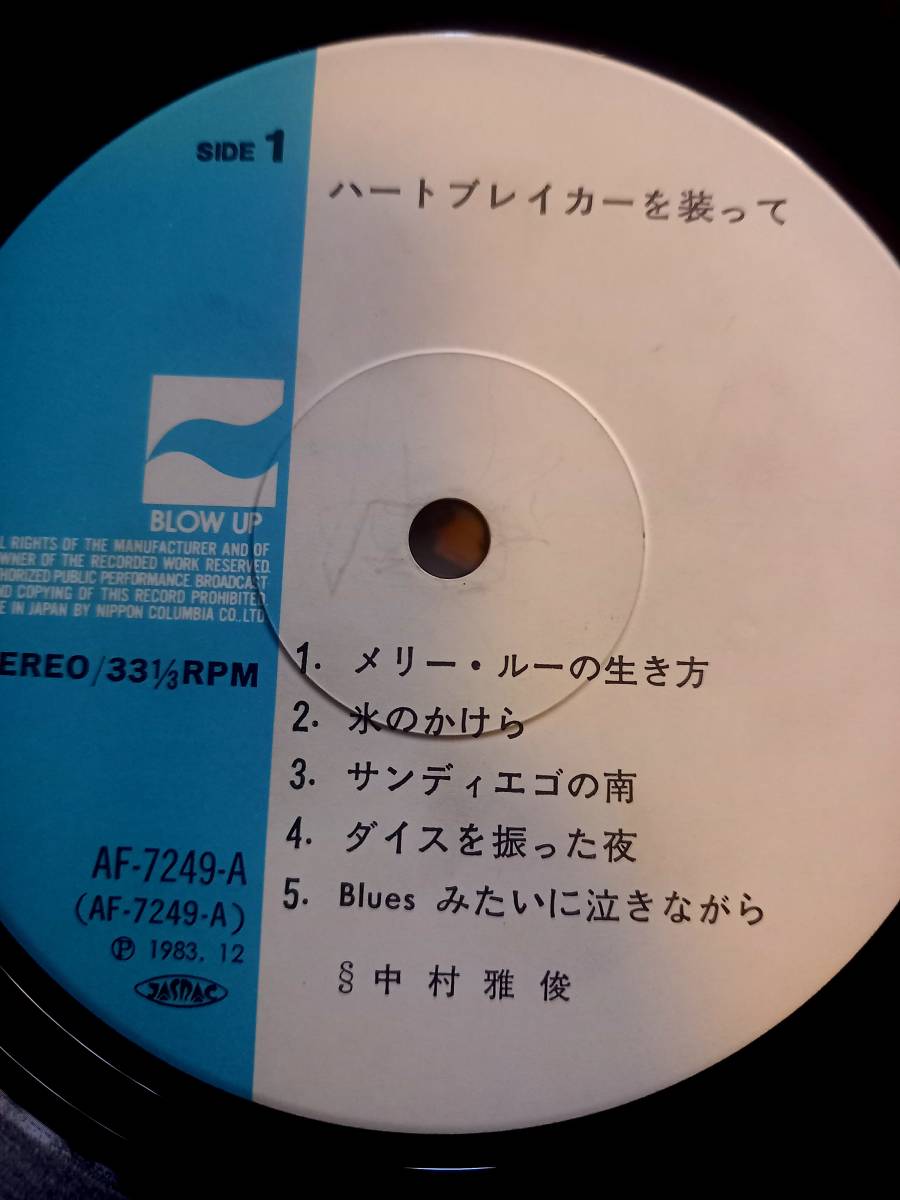 SIDE 1
ハートブレイカーを装って
BLOW UP
L RIGHTS OF THE MANUFACTURER AND OF
WNER OF THE RECORDED WORK RESERVED.
HORIZED PUBLIC PERFORMANCE BROADCAST
ND COPYING OF THIS RECORD PROHIBITED.
E IN JAPAN BY NIPPON COLUMBIA CO., LTD
EREO/33⅓RPM
1. メリー・ルーの生き方
2. 氷のかけら
3. サンディエゴの南
4. ダイスを振った夜
5. Blues みたいに泣きながら
§ 中村雅俊
AF-7249-A
(AF-7249-A)
Ⓟ 1983. 12
JASRAC